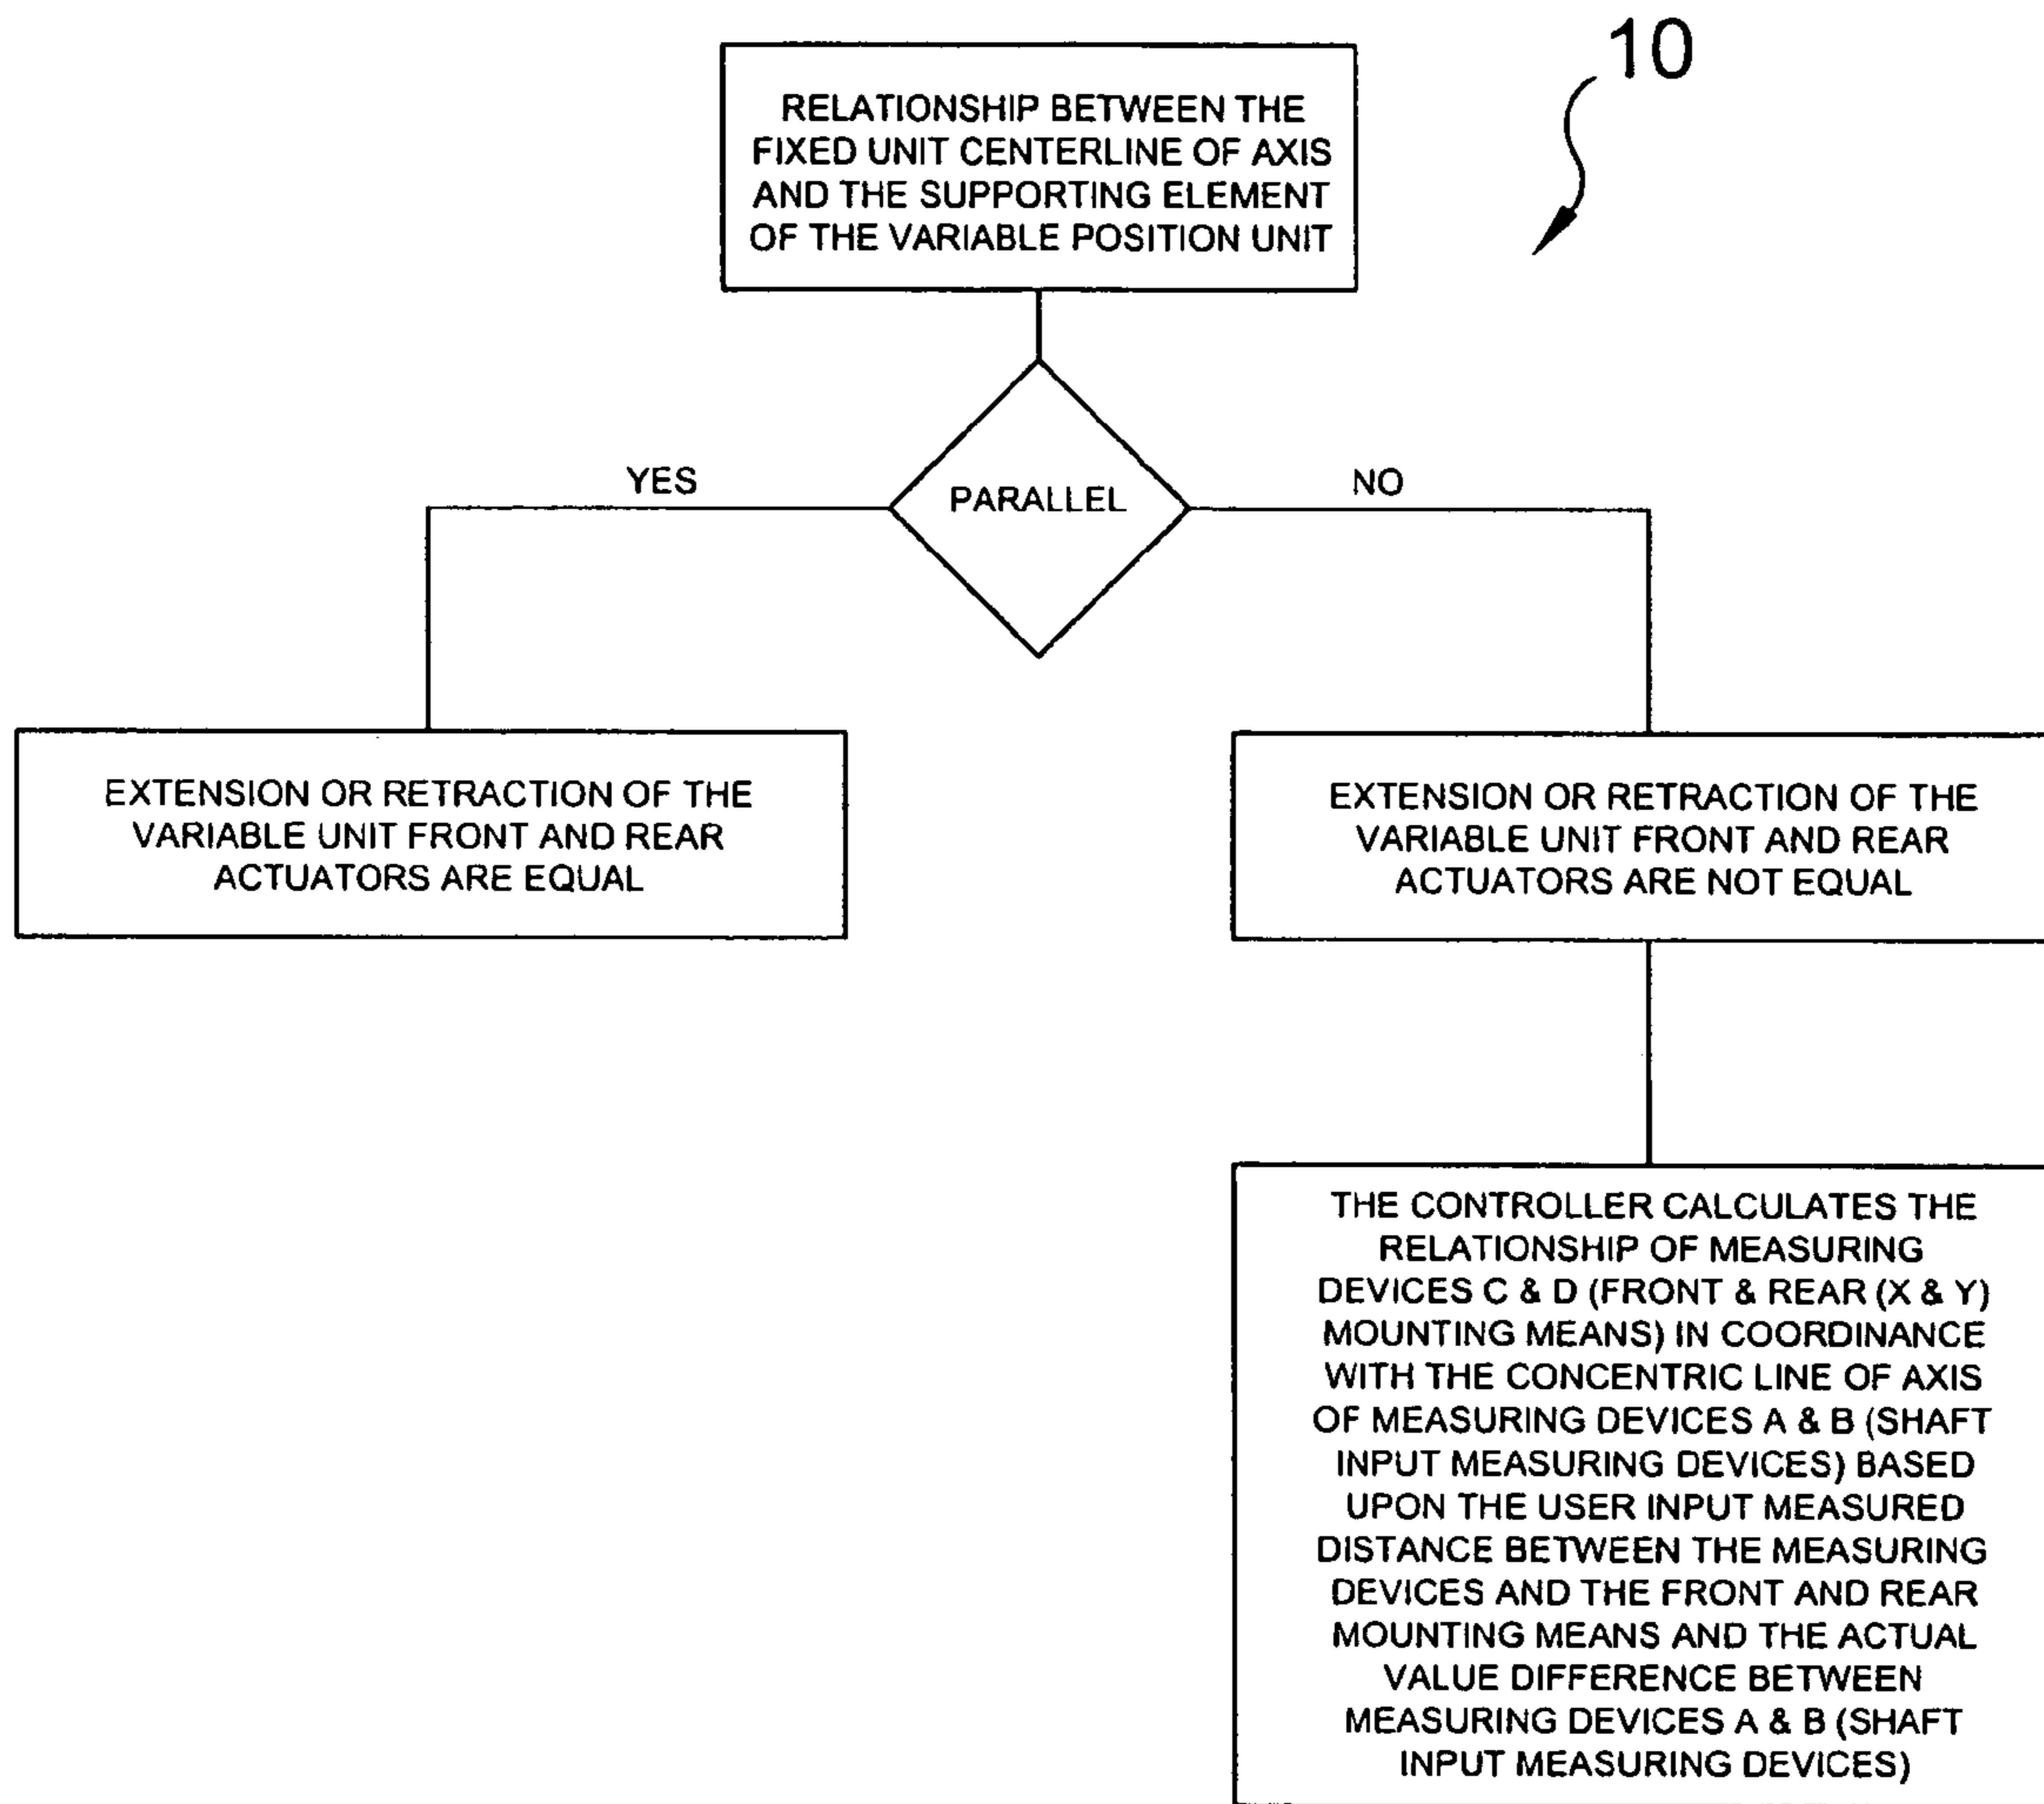 10
RELATIONSHIP BETWEEN THE
FIXED UNIT CENTERLINE OF AXIS
AND THE SUPPORTING ELEMENT
OF THE VARIABLE POSITION UNIT
YES
PARALLEL
NO
EXTENSION OR RETRACTION OF THE
VARIABLE UNIT FRONT AND REAR
ACTUATORS ARE EQUAL
EXTENSION OR RETRACTION OF THE
VARIABLE UNIT FRONT AND REAR
ACTUATORS ARE NOT EQUAL
THE CONTROLLER CALCULATES THE
RELATIONSHIP OF MEASURING
DEVICES C & D (FRONT & REAR (X & Y)
MOUNTING MEANS) IN COORDINANCE
WITH THE CONCENTRIC LINE OF AXIS
OF MEASURING DEVICES A & B (SHAFT
INPUT MEASURING DEVICES) BASED
UPON THE USER INPUT MEASURED
DISTANCE BETWEEN THE MEASURING
DEVICES AND THE FRONT AND REAR
MOUNTING MEANS AND THE ACTUAL
VALUE DIFFERENCE BETWEEN
MEASURING DEVICES A & B (SHAFT
INPUT MEASURING DEVICES)